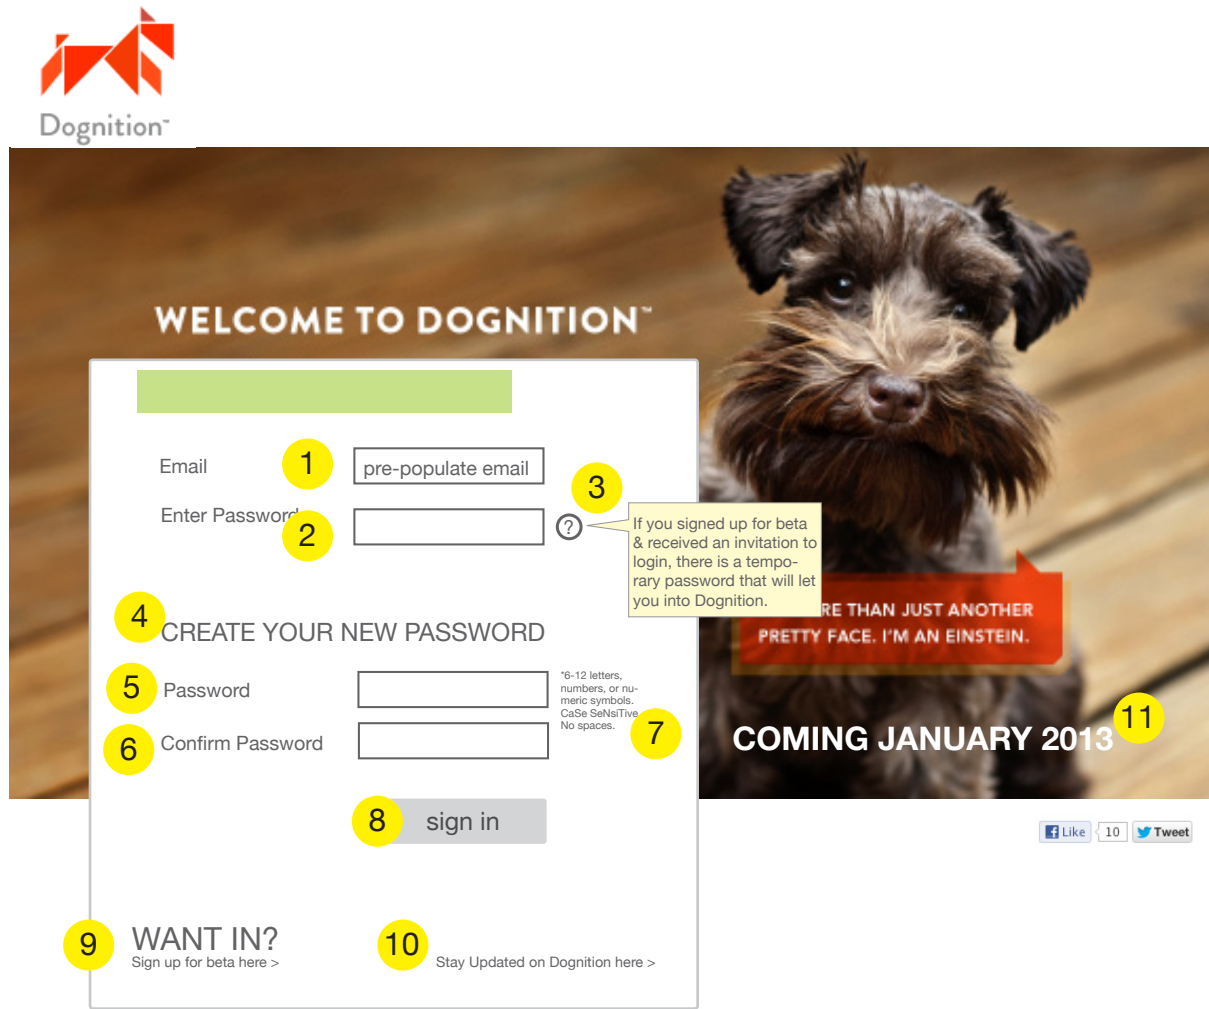 Dognition™
WELCOME TO DOGNITION™
Email
1
pre-populate email
3
Enter Password
2
?
If you signed up for beta
& received an invitation to
login, there is a tempo-
rary password that will let
you into Dognition.
RE THAN JUST ANOTHER
PRETTY FACE. I'M AN EINSTEIN.
4
CREATE YOUR NEW PASSWORD
5
Password
*6-12 letters,
numbers, or nu-
meric symbols.
CaSe SeNsiTive
No spaces.
6
Confirm Password
7
COMING JANUARY 2013
11
8
sign in
Like
10
Tweet
9
WANT IN?
Sign up for beta here >
10
Stay Updated on Dognition here >